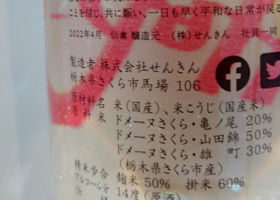 ことを信じ、共に願い、一日も早く平和な日常が戻る
2022年4月 仙禽 醸造元 (株)せんきん 社員一同
製造者 株式会社せんきん
栃木県さくら市馬場 106
原材料 米(国産)、米こうじ(国産米)
原料米 ドメーヌさくら・亀ノ尾 20%
ドメーヌさくら・山田錦 50%
ドメーヌさくら・雄町 30%
(栃木県さくら市産)
精米歩合 麹米 50% 掛米 60%
アルコール分 14度(原酒)